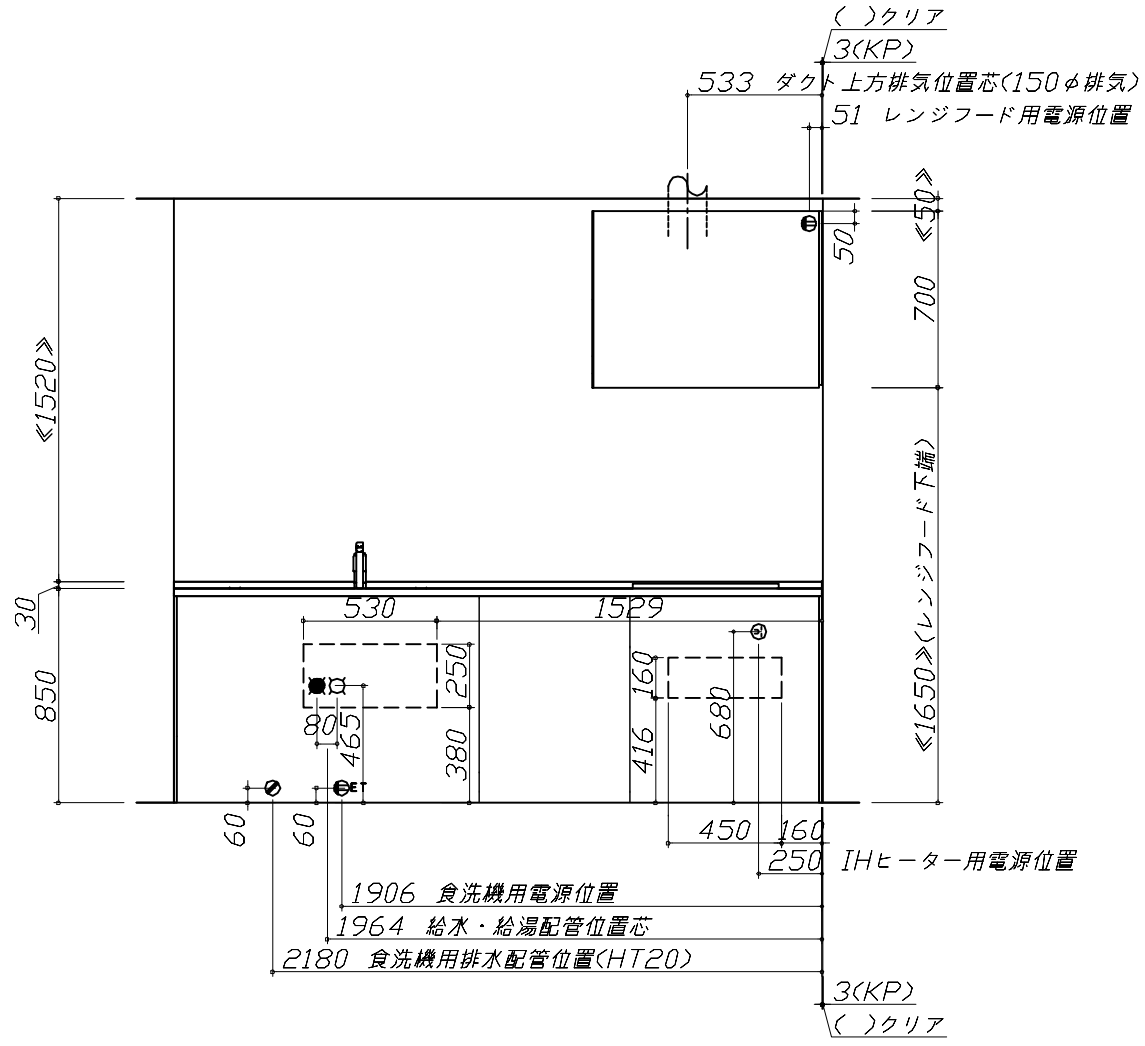 ( )クリア
3(KP)
533 ダクト上方排気位置芯(150φ排気)
51 レンジフード用電源位置
≪50≫
50
700
≪1520≫
≪1650≫(レンジフード下端)
30
850
530
1529
250
160
680
80
465
380
416
ET
60
60
450
160
250 IHヒーター用電源位置
1906 食洗機用電源位置
1964 給水・給湯配管位置芯
2180 食洗機用排水配管位置(HT20)
3(KP)
( )クリア